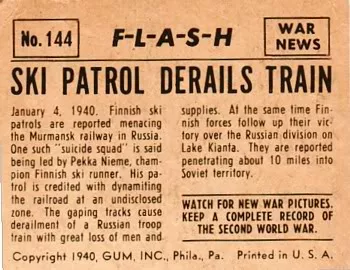 No. 144
F-L-A-S-H
WAR
NEWS
SKI PATROL DERAILS TRAIN
January 4, 1940. Finnish ski
patrols are reported menacing
the Murmansk railway in Russia.
One such "suicide squad" is said
being led by Pekka Nieme, cham-
pion Finnish ski runner. His pa-
trol is credited with dynamiting
the railroad at an undisclosed
zone. The gaping tracks cause
derailment of a Russian troop
train with great loss of men and
supplies. At the same time Fin-
nish forces follow up their vic-
tory over the Russian division on
Lake Kianta. They are reported
penetrating about 10 miles into
Soviet territory.
WATCH FOR NEW WAR PICTURES.
KEEP A COMPLETE RECORD OF
THE SECOND WORLD WAR.
Copyright 1940, GUM, INC., Phila., Pa.
Printed in U. S. A.